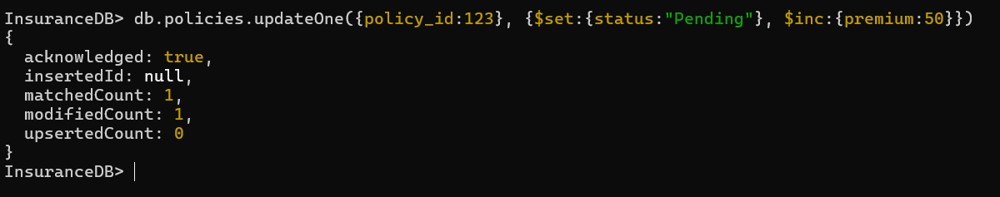 InsuranceDB> db.policies.updateOne({policy_id:123}, {$set:{status:"Pending"}, $inc:{premium:50}})
{
  acknowledged: true,
  insertedId: null,
  matchedCount: 1,
  modifiedCount: 1,
  upsertedCount: 0
}
InsuranceDB>